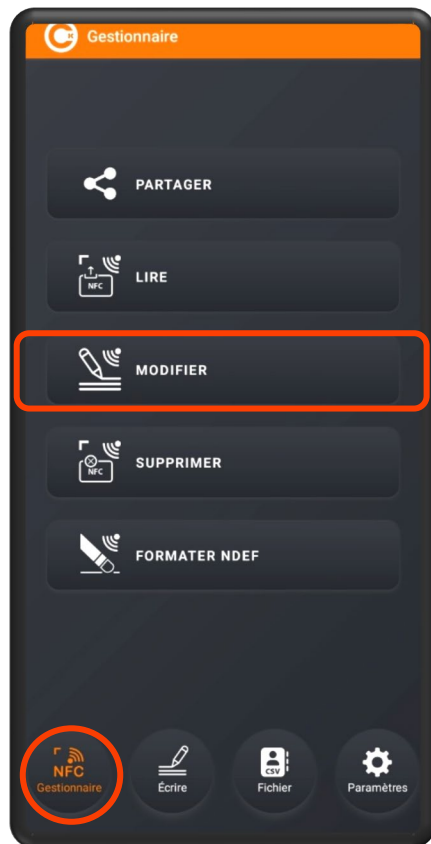 Gestionnaire
PARTAGER
NFC
LIRE
MODIFIER
NFC
SUPPRIMER
FORMATER NDEF
NFC
Gestionnaire
Écrire
CSV
Fichier
Paramètres